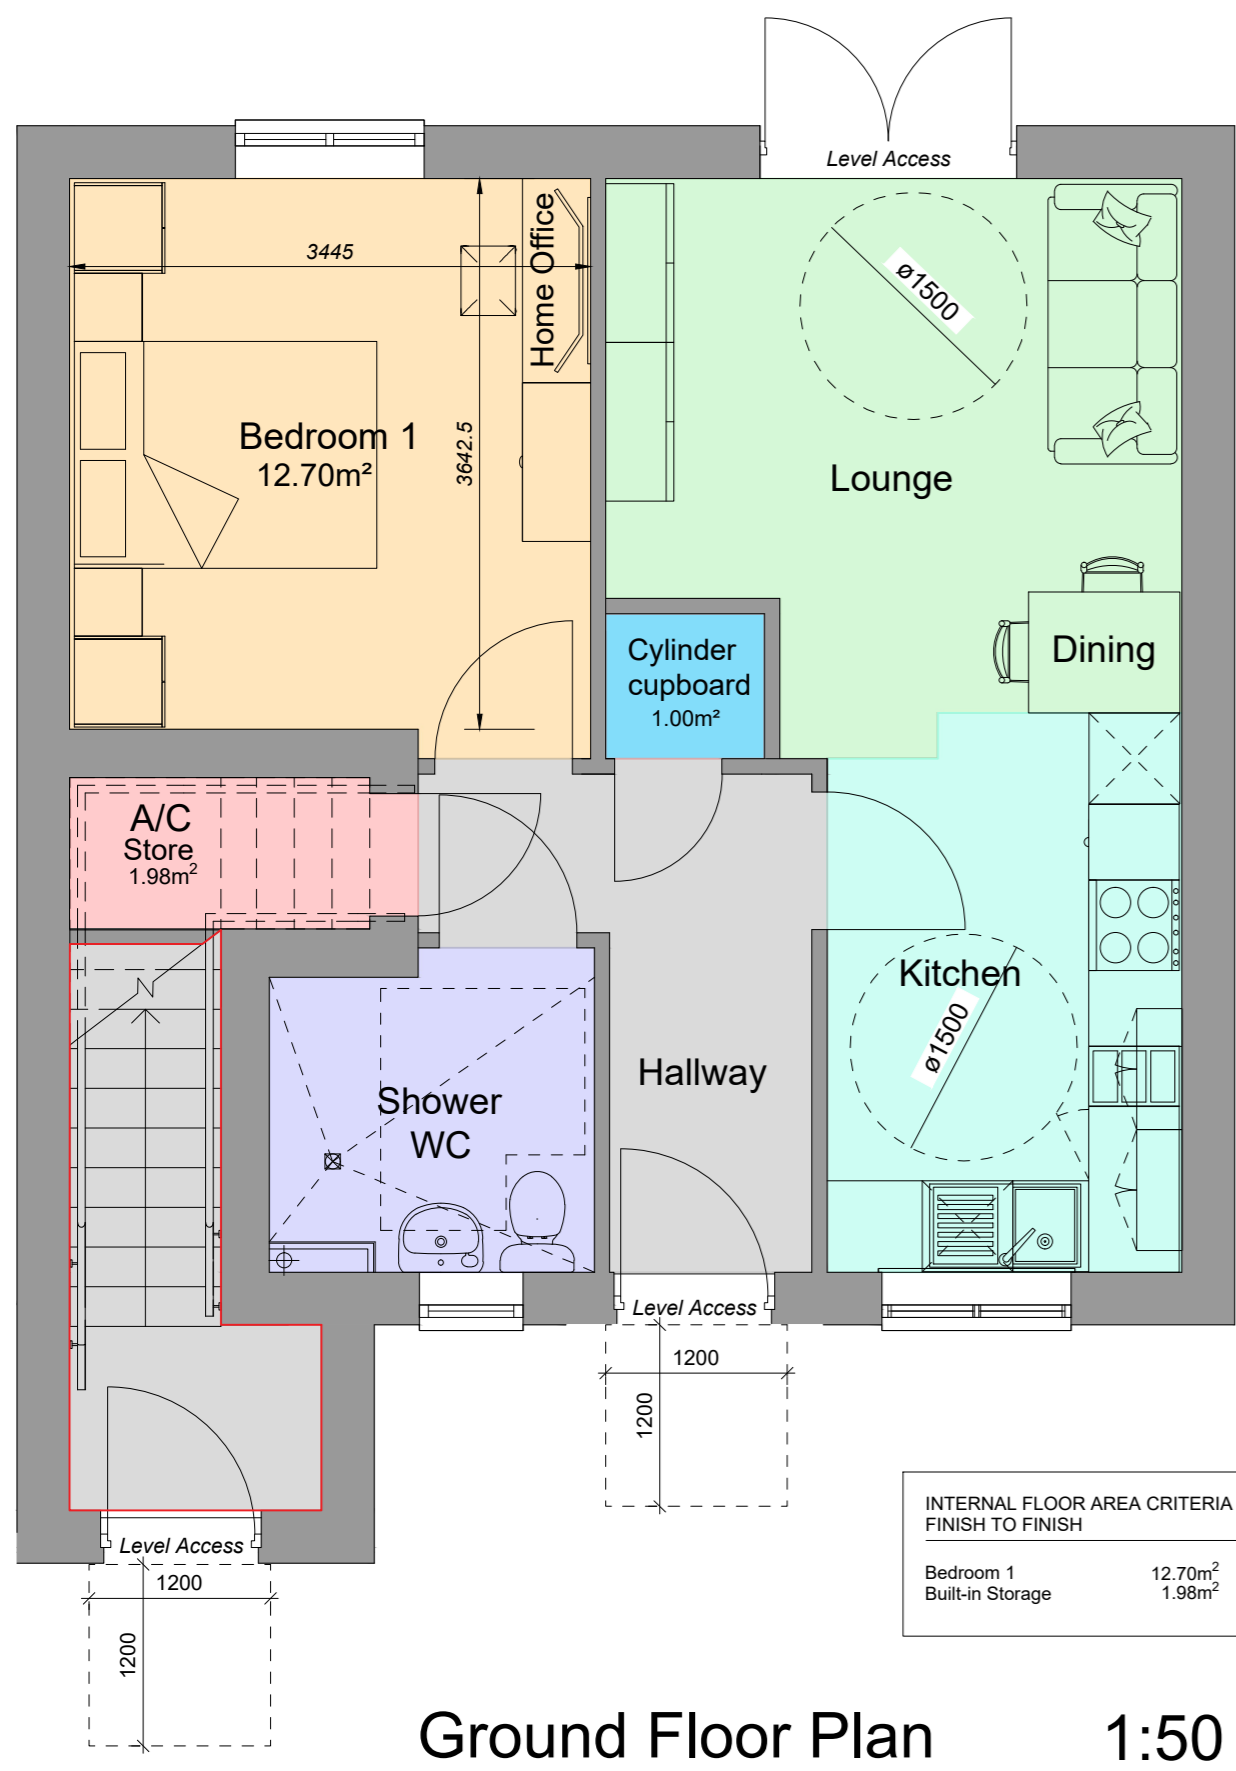 Level Access
3445
Home Office
ø1500
Bedroom 1
12.70m²
3642.5
Lounge
Cylinder
cupboard
1.00m²
Dining
A/C
Store
1.98m²
Kitchen
ø1500
Hallway
Shower
WC
Level Access
1200
1200
Level Access
1200
1200
INTERNAL FLOOR AREA CRITERIA
FINISH TO FINISH
Bedroom 1 12.70m²
Built-in Storage 1.98m²
Ground Floor Plan 1:50